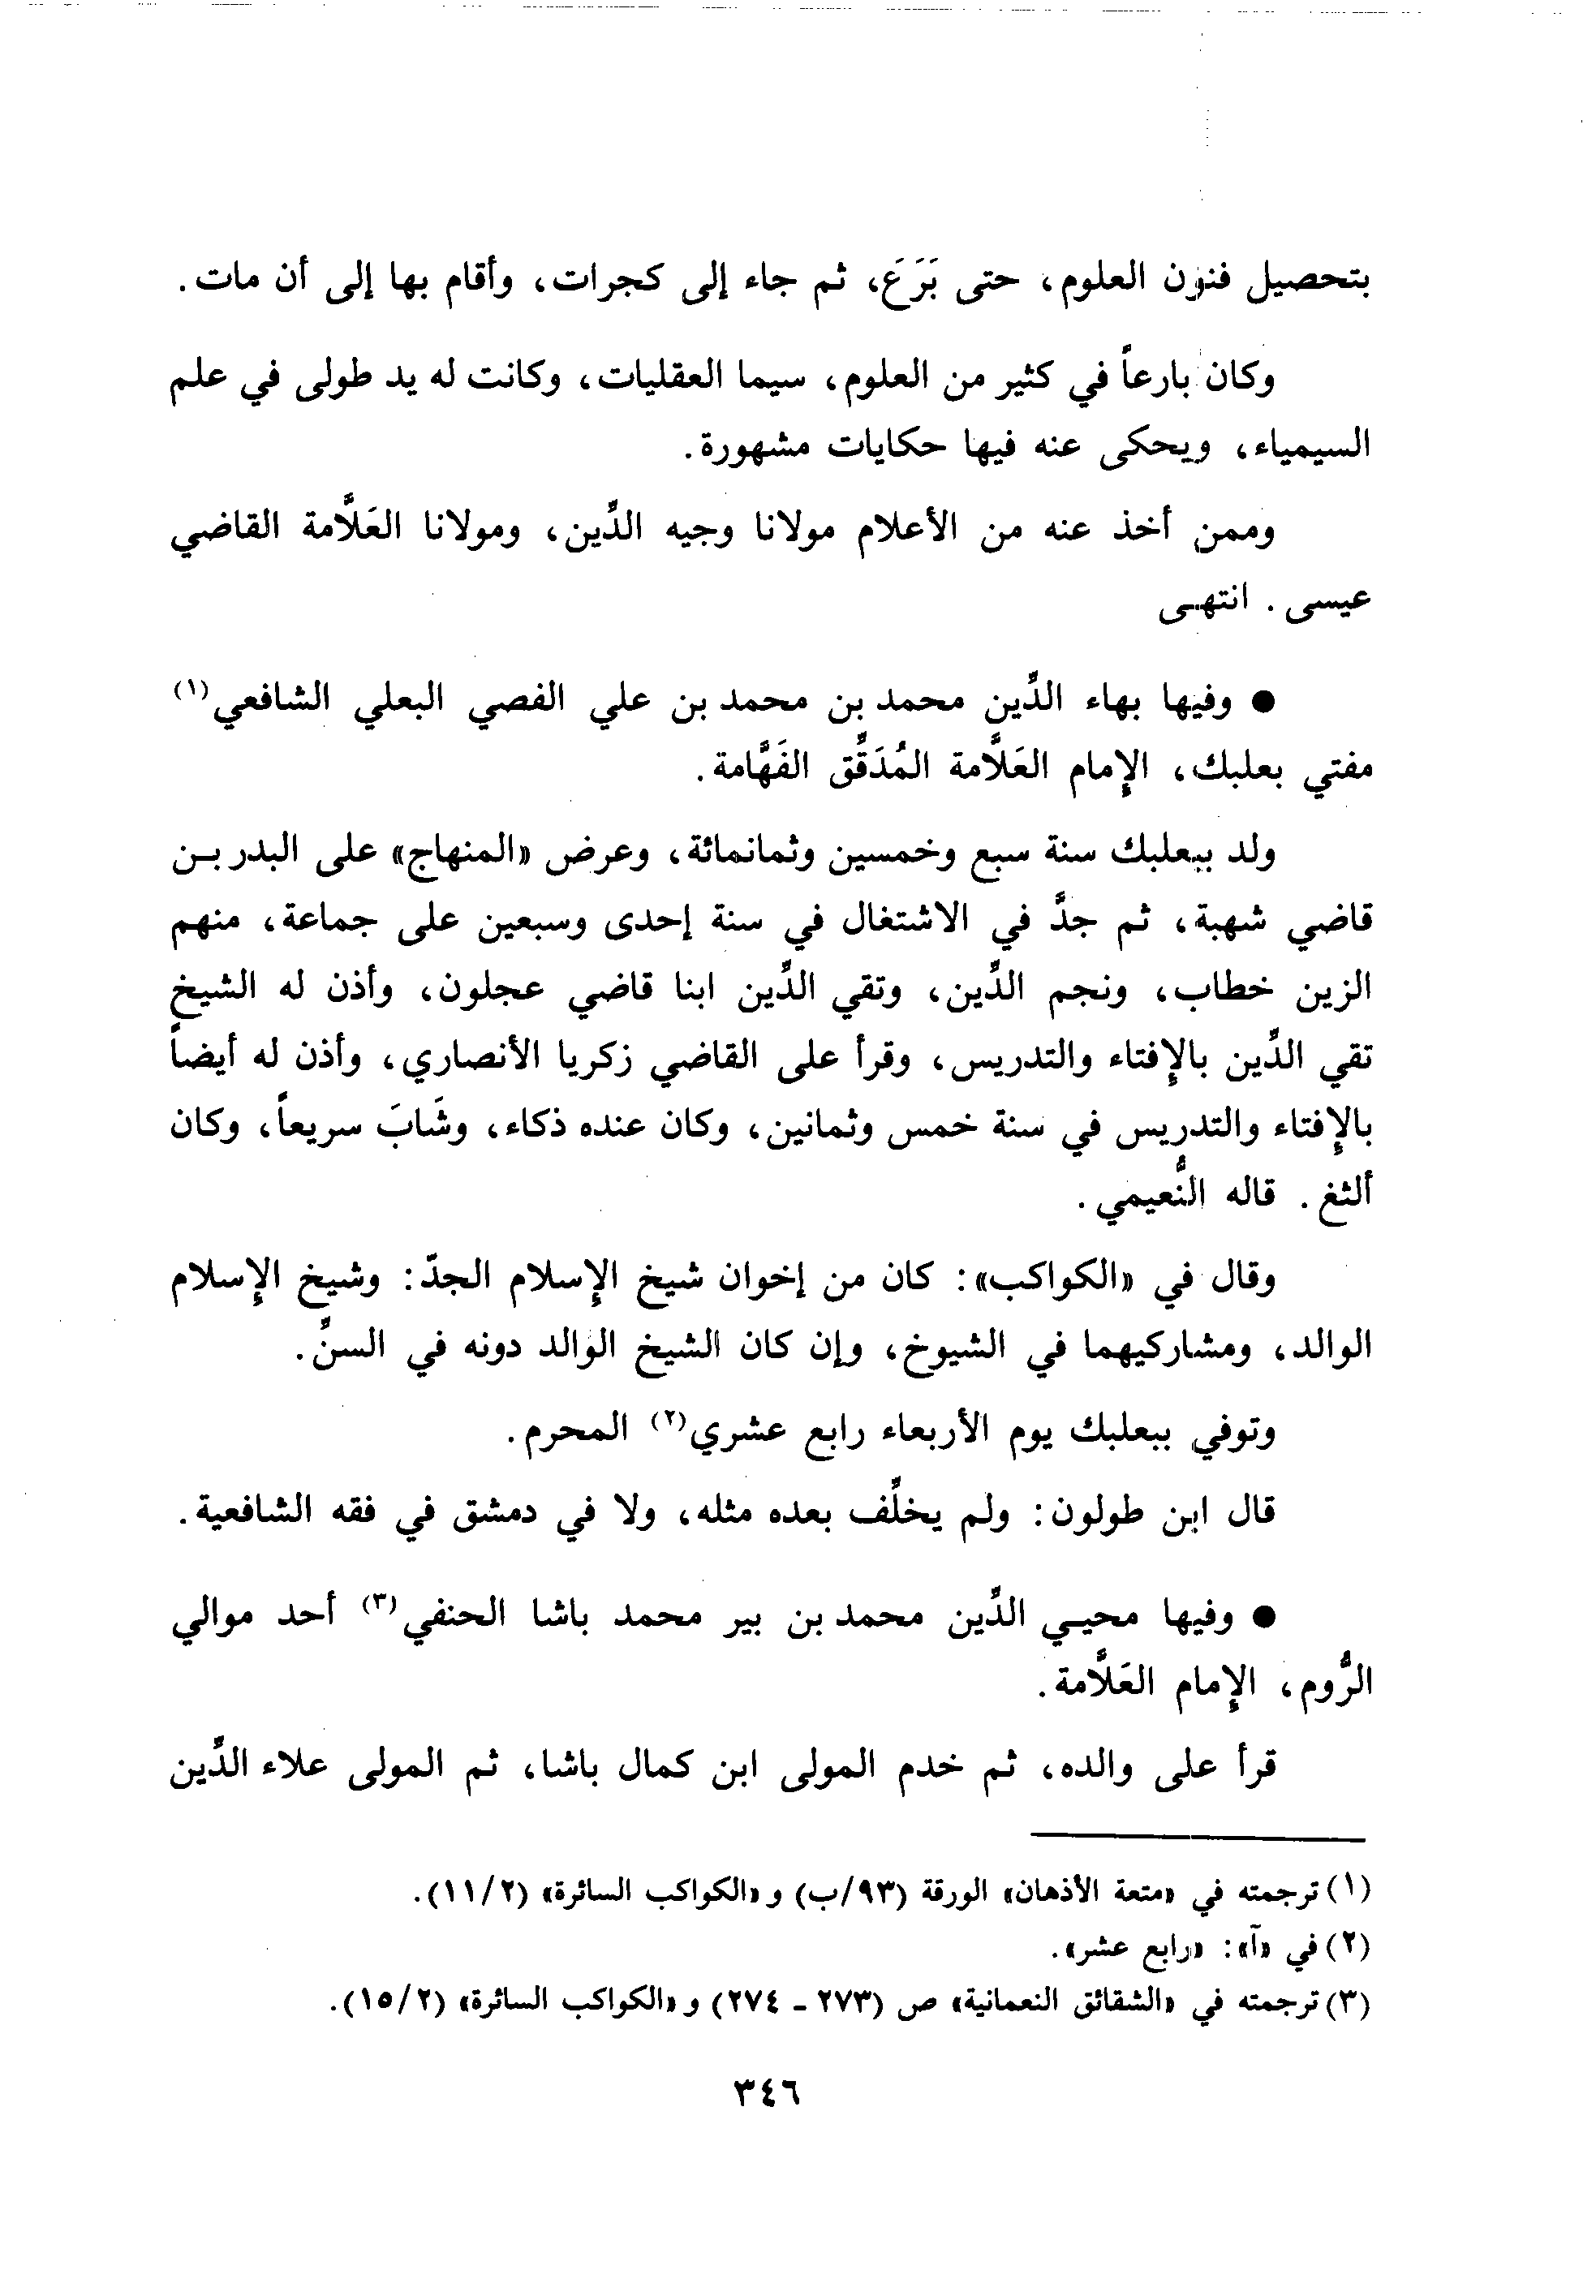 بتحصيل فنون العلوم، حتى بَرَعَ، ثم جاء إلى كجرات، وأقام بها إلى أن مات.
وكان بارعاً في كثير من العلوم، سيما العقليات، وكانت له يد طولى في علم
السيمياء، ويحكى عنه فيها حكايات مشهورة.
وممن أخذ عنه من الأعلام مولانا وجيه الدِّين، ومولانا العَلَّامة القاضي
عيسى. انتهى
● وفيها بهاء الدِّين محمد بن محمد بن علي الفصي البعلي الشافعي(١)
مفتي بعلبك، الإِمام العَلَّامة المُدَقِّق الفَهَّامة.
ولد ببعلبك سنة سبع وخمسين وثمانمائة، وعرض «المنهاج» على البدر بن
قاضي شهبة، ثم جدَّ في الاشتغال في سنة إحدى وسبعين على جماعة، منهم
الزين خطاب، ونجم الدِّين، وتقي الدِّين ابنا قاضي عجلون، وأذن له الشيخ
تقي الدِّين بالإِفتاء والتدريس، وقرأ على القاضي زكريا الأنصاري، وأذن له أيضاً
بالإِفتاء والتدريس في سنة خمس وثمانين، وكان عنده ذكاء، وشَابَ سريعاً، وكان
ألثغ. قاله النُّعيمي.
وقال في «الكواكب»: كان من إخوان شيخ الإِسلام الجدّ: وشيخ الإِسلام
الوالد، ومشاركيهما في الشيوخ، وإن كان الشيخ الوالد دونه في السنِّ.
وتوفي ببعلبك يوم الأربعاء رابع عشري(٢) المحرم.
قال ابن طولون: ولم يخلِّف بعده مثله، ولا في دمشق في فقه الشافعية.
● وفيها محيي الدِّين محمد بن بير محمد باشا الحنفي(٣) أحد موالي
الرُّوم، الإِمام العَلَّامة.
قرأ على والده، ثم خدم المولى ابن كمال باشا، ثم المولى علاء الدِّين
(١) ترجمته في «متعة الأذهان» الورقة (٩٣/ب) و«الكواكب السائرة» (١١/٢).
(٢) في «آ»: «رابع عشر».
(٣) ترجمته في «الشقائق النعمانية» ص (٢٧٣ - ٢٧٤) و«الكواكب السائرة» (١٥/٢).
٣٤٦